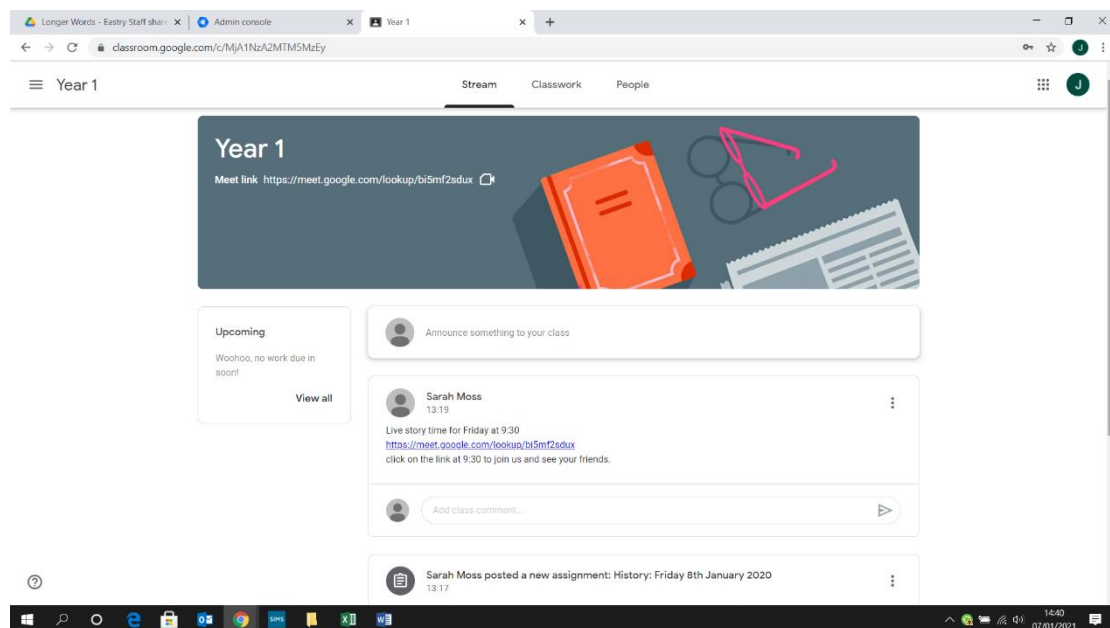 Longer Words - Eastry Staff shar
Admin console
Year 1
classroom.google.com/c/MjA1NzA2MTM5MzEy
J
Year 1
Stream
Classwork
People
J
Year 1
Meet link https://meet.google.com/lookup/bi5mf2sdux
Upcoming
Woohoo, no work due in
soon!
View all
Announce something to your class
Sarah Moss
13:19
Live story time for Friday at 9:30
https://meet.google.com/lookup/bi5mf2sdux
click on the link at 9:30 to join us and see your friends.
Add class comment...
Sarah Moss posted a new assignment: History: Friday 8th January 2020
13:17
SIMS
14:40
07/01/2021